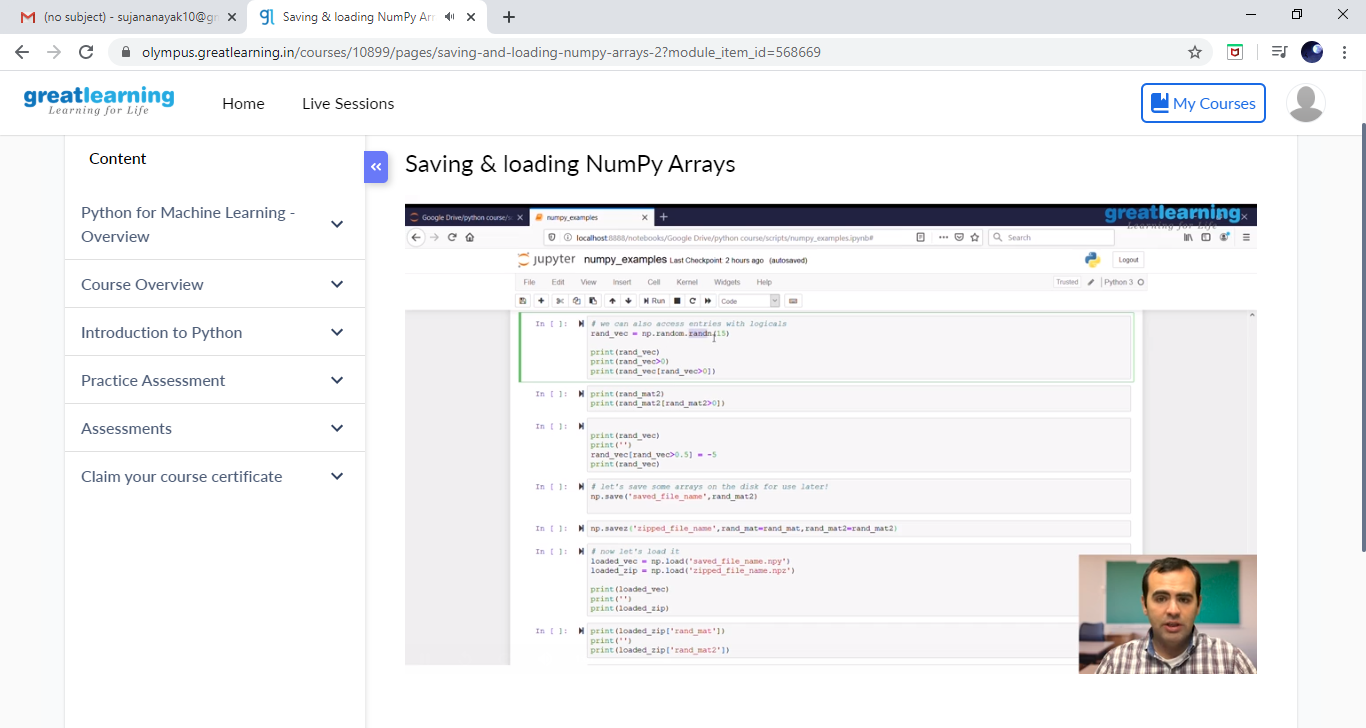 (no subject) - sujananayak10@gr
Saving & loading NumPy Arr
olympus.greatlearning.in/courses/10899/pages/saving-and-loading-numpy-arrays-2?module_item_id=568669
greatlearning
Learning for Life
Home
Live Sessions
My Courses
Content
Python for Machine Learning -
Overview
Course Overview
Introduction to Python
Practice Assessment
Assessments
Claim your course certificate
Saving & loading NumPy Arrays
Google Drive/python course/s
numpy_examples
greatlearning
Learning for Life
localhost:8888/notebooks/Google Drive/python course/scripts/numpy_examples.ipynb#
Search
jupyter numpy_examples Last Checkpoint: 2 hours ago (autosaved)
Logout
File Edit View Insert Cell Kernel Widgets Help
Trusted
Python 3
Run
Code
In [ ]: # we can also access entries with logicals
rand_vec = np.random.randn(15)
print(rand_vec)
print(rand_vec>0)
print(rand_vec[rand_vec>0])
In [ ]: print(rand_mat2)
print(rand_mat2[rand_mat2>0])
In [ ]:
print(rand_vec)
print('')
rand_vec[rand_vec>0.5] = -5
print(rand_vec)
In [ ]: # let's save some arrays on the disk for use later!
np.save('saved_file_name',rand_mat2)
In [ ]: np.savez('zipped_file_name',rand_mat=rand_mat,rand_mat2=rand_mat2)
In [ ]: # now let's load it
loaded_vec = np.load('saved_file_name.npy')
loaded_zip = np.load('zipped_file_name.npz')
print(loaded_vec)
print('')
print(loaded_zip)
In [ ]: print(loaded_zip['rand_mat'])
print('')
print(loaded_zip['rand_mat2'])